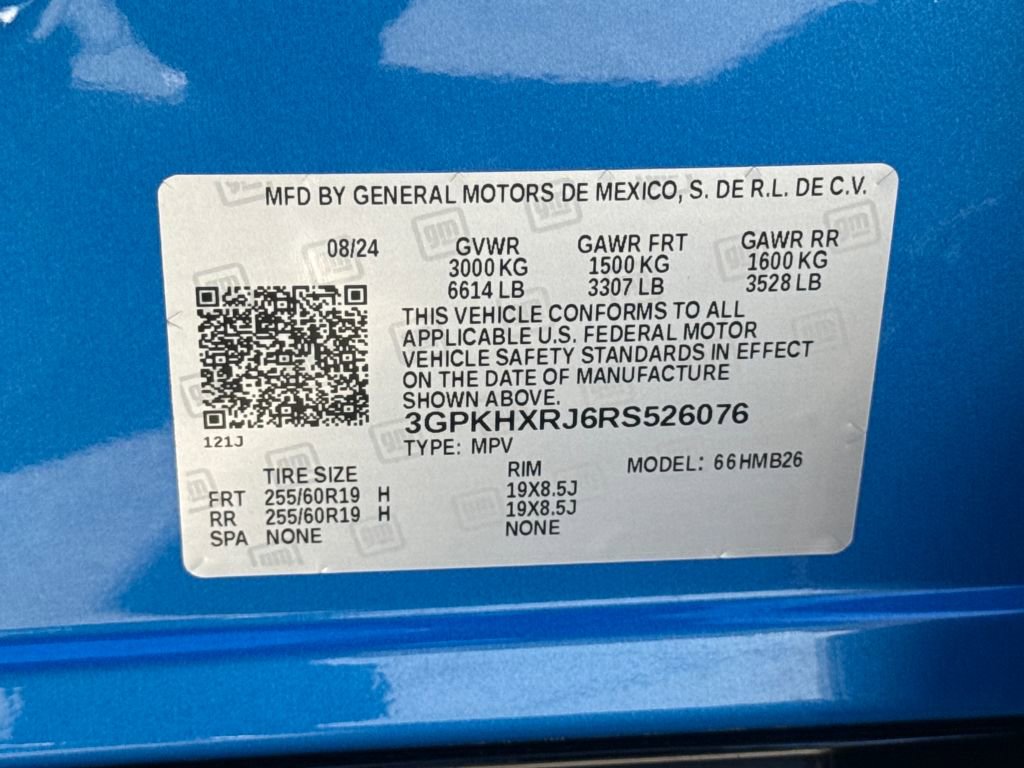 MFD BY GENERAL MOTORS DE MEXICO, S. DE R.L. DE C.V.
08/24 GVWR GAWR FRT GAWR RR
3000 KG 1500 KG 1600 KG
6614 LB 3307 LB 3528 LB
THIS VEHICLE CONFORMS TO ALL
APPLICABLE U.S. FEDERAL MOTOR
VEHICLE SAFETY STANDARDS IN EFFECT
ON THE DATE OF MANUFACTURE
SHOWN ABOVE.
3GPKHXRJ6RS526076
121J
TYPE: MPV
MODEL: 66HMB26
TIRE SIZE RIM
FRT 255/60R19 H 19X8.5J
RR 255/60R19 H 19X8.5J
SPA NONE NONE